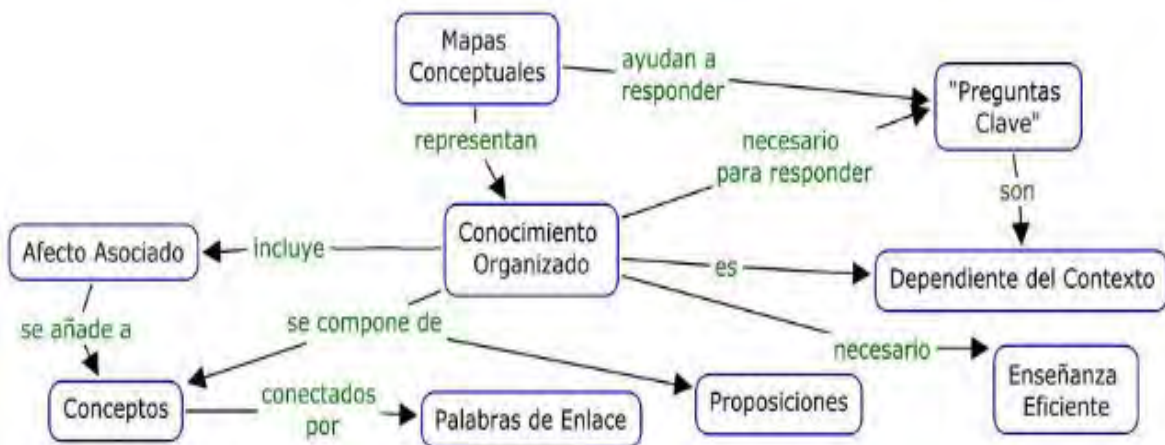 Mapas
Conceptuales
ayudan a
responder
"Preguntas
Clave"
representan
necesario
para responder
son
Afecto Asociado
incluye
Conocimiento
Organizado
es
Dependiente del Contexto
se añade a
se compone de
necesario
Enseñanza
Eficiente
Conceptos
conectados
por
Palabras de Enlace
Proposiciones